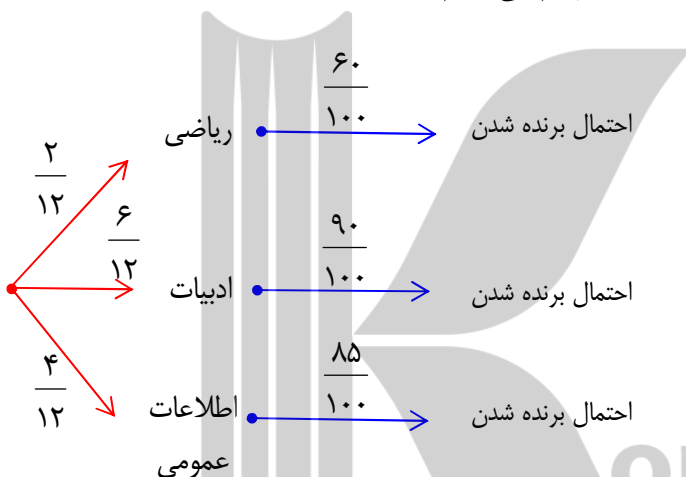 ۶۰/۱۰۰
ریاضی
احتمال برنده شدن
۲/۱۲
۶/۱۲
۹۰/۱۰۰
ادبیات
احتمال برنده شدن
۴/۱۲
۸۵/۱۰۰
اطلاعات
عمومی
احتمال برنده شدن